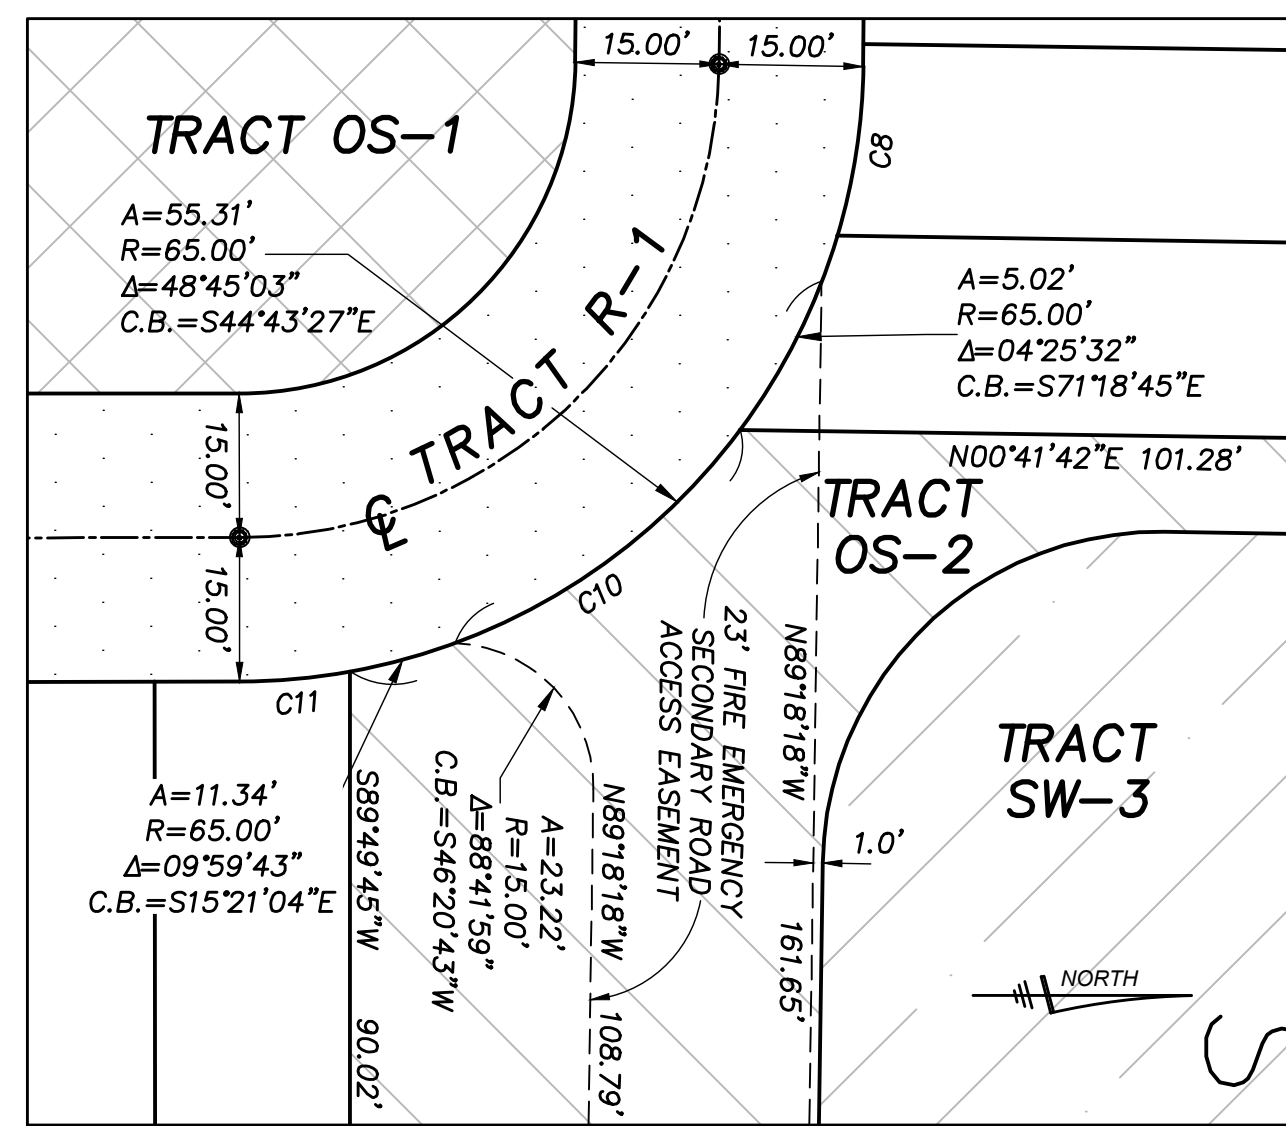 15.00' 15.00'
TRACT OS-1
C8
A=55.31'
R=65.00'
Δ=48°45'03"
C.B.=S44°43'27"E
TRACT R-1
A=5.02'
R=65.00'
Δ=04°25'32"
C.B.=S71°18'45"E
15.00'
15.00'
℄
N00°41'42"E 101.28'
TRACT
OS-2
C10
C11
23' FIRE EMERGENCY
SECONDARY ROAD
ACCESS EASEMENT
N89°18'18"W 161.65'
TRACT
SW-3
1.0'
A=11.34'
R=65.00'
Δ=09°59'43"
C.B.=S15°21'04"E
S89°49'45"W 90.02'
A=23.22'
R=15.00'
Δ=88°41'59"
C.B.=S46°20'43"W
N89°18'18"W 108.79'
NORTH
S